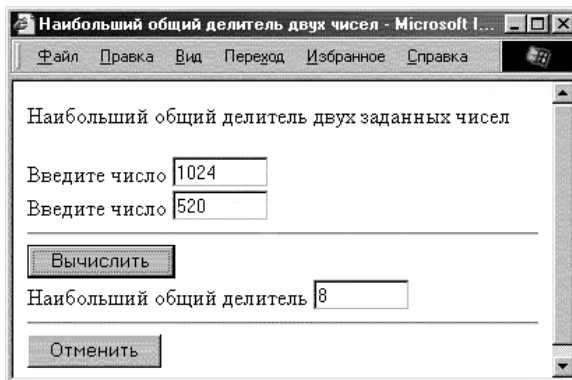 Наибольший общий делитель двух чисел - Microsoft I...
Файл Правка Вид Переход Избранное Справка
Наибольший общий делитель двух заданных чисел
Введите число 1024
Введите число 520
Вычислить
Наибольший общий делитель 8
Отменить